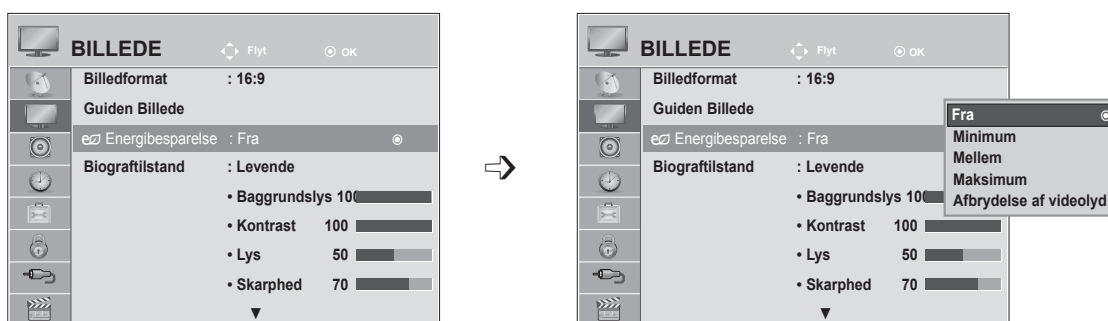 BILLEDE Flyt OK
Billedformat : 16:9
Guiden Billede
Energibesparelse : Fra
Biograftilstand : Levende
• Baggrundslys 100
• Kontrast 100
• Lys 50
• Skarphed 70
▼
BILLEDE Flyt OK
Billedformat : 16:9
Guiden Billede
Energibesparelse : Fra
Biograftilstand : Levende
• Baggrundslys 100
• Kontrast 100
• Lys 50
• Skarphed 70
▼
Fra
Minimum
Mellem
Maksimum
Afbrydelse af videolyd